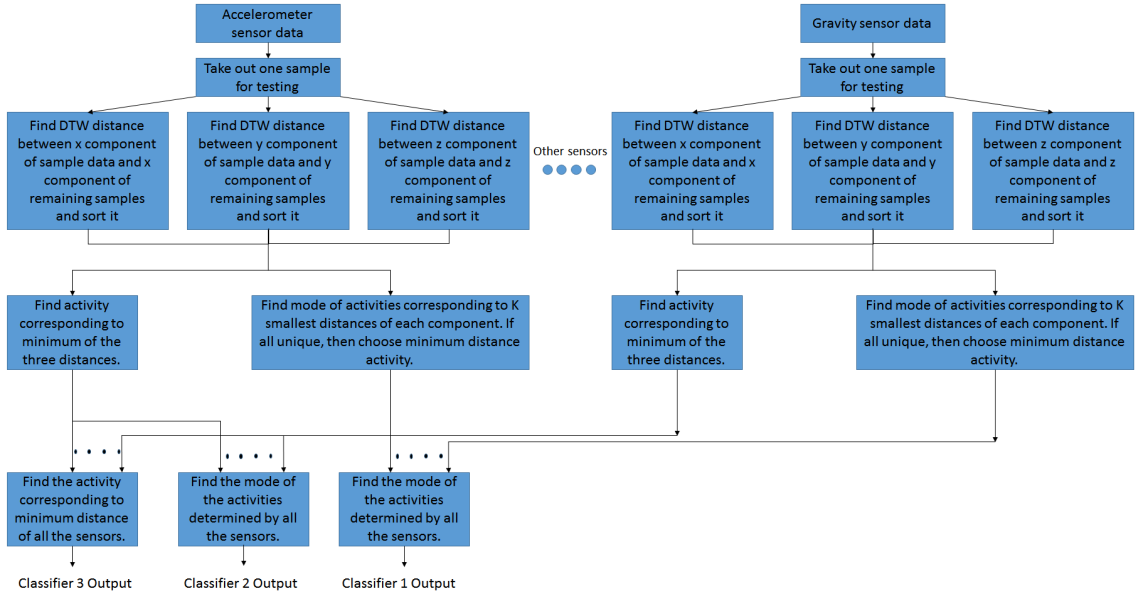 Accelerometer
sensor data
Gravity sensor data
Take out one sample
for testing
Take out one sample
for testing
Find DTW distance
between x component
of sample data and x
component of
remaining samples
and sort it
Find DTW distance
between y component
of sample data and y
component of
remaining samples
and sort it
Find DTW distance
between z component
of sample data and z
component of
remaining samples
and sort it
Other sensors
Find DTW distance
between x component
of sample data and x
component of
remaining samples
and sort it
Find DTW distance
between y component
of sample data and y
component of
remaining samples
and sort it
Find DTW distance
between z component
of sample data and z
component of
remaining samples
and sort it
Find activity
corresponding to
minimum of the
three distances.
Find mode of activities corresponding to K
smallest distances of each component. If
all unique, then choose minimum distance
activity.
Find activity
corresponding to
minimum of the
three distances.
Find mode of activities corresponding to K
smallest distances of each component. If
all unique, then choose minimum distance
activity.
Find the activity
corresponding to
minimum distance
of all the sensors.
Find the mode of
the activities
determined by all
the sensors.
Find the mode of
the activities
determined by all
the sensors.
Classifier 3 Output
Classifier 2 Output
Classifier 1 Output